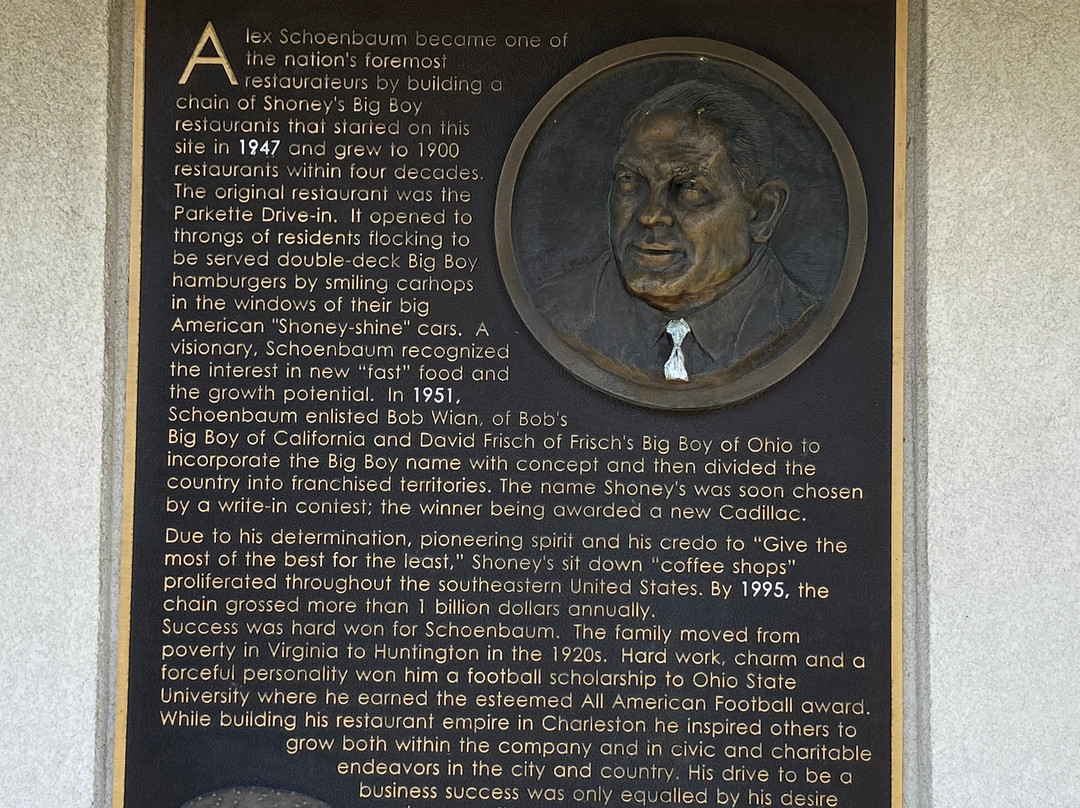 Alex Schoenbaum became one of
the nation's foremost
restaurateurs by building a
chain of Shoney's Big Boy
restaurants that started on this
site in 1947 and grew to 1900
restaurants within four decades.
The original restaurant was the
Parkette Drive-in. It opened to
throngs of residents flocking to
be served double-deck Big Boy
hamburgers by smiling carhops
in the windows of their big
American "Shoney-shine" cars. A
visionary, Schoenbaum recognized
the interest in new “fast” food and
the growth potential. In 1951,
Schoenbaum enlisted Bob Wian, of Bob's
Big Boy of California and David Frisch of Frisch's Big Boy of Ohio to
incorporate the Big Boy name with concept and then divided the
country into franchised territories. The name Shoney's was soon chosen
by a write-in contest; the winner being awarded a new Cadillac.
Due to his determination, pioneering spirit and his credo to “Give the
most of the best for the least,” Shoney's sit down “coffee shops”
proliferated throughout the southeastern United States. By 1995, the
chain grossed more than 1 billion dollars annually.
Success was hard won for Schoenbaum. The family moved from
poverty in Virginia to Huntington in the 1920s. Hard work, charm and a
forceful personality won him a football scholarship to Ohio State
University where he earned the esteemed All American Football award.
While building his restaurant empire in Charleston he inspired others to
grow both within the company and in civic and charitable
endeavors in the city and country. His drive to be a
business success was only equalled by his desire